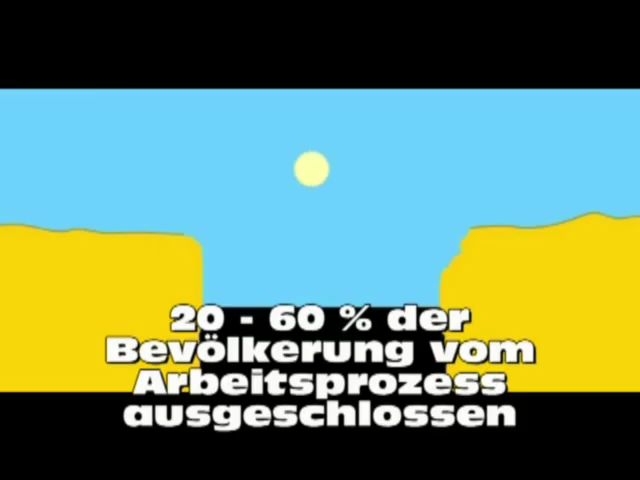 20 - 60 % der
Bevölkerung vom
Arbeitsprozess
ausgeschlossen